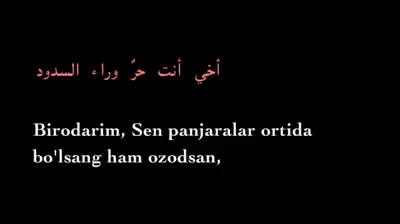 أخي أنت حرٌ وراء السدود
Birodarim, Sen panjaralar ortida
bo'lsang ham ozodsan,